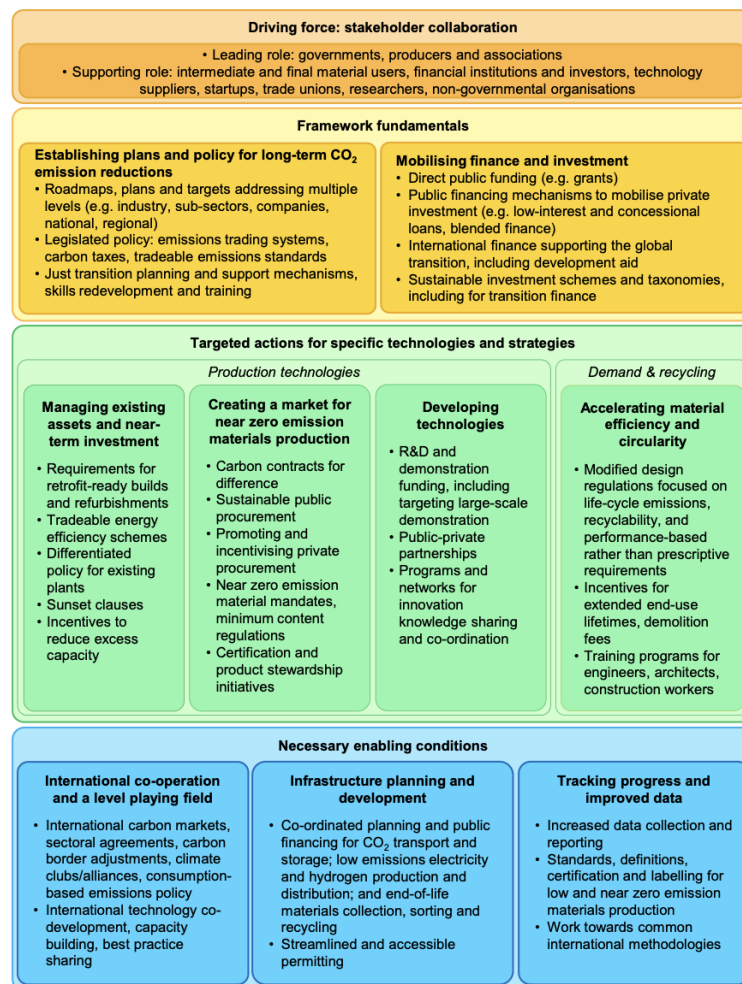 Driving force: stakeholder collaboration
• Leading role: governments, producers and associations
• Supporting role: intermediate and final material users, financial institutions and investors, technology
suppliers, startups, trade unions, researchers, non-governmental organisations
Framework fundamentals
Establishing plans and policy for long-term CO₂
emission reductions
• Roadmaps, plans and targets addressing multiple
levels (e.g. industry, sub-sectors, companies,
national, regional)
• Legislated policy: emissions trading systems,
carbon taxes, tradeable emissions standards
• Just transition planning and support mechanisms,
skills redevelopment and training
Mobilising finance and investment
• Direct public funding (e.g. grants)
• Public financing mechanisms to mobilise private
investment (e.g. low-interest and concessional
loans, blended finance)
• International finance supporting the global
transition, including development aid
• Sustainable investment schemes and taxonomies,
including for transition finance
Targeted actions for specific technologies and strategies
Production technologies
Managing existing
assets and near-
term investment
• Requirements for
retrofit-ready builds
and refurbishments
• Tradeable energy
efficiency schemes
• Differentiated
policy for existing
plants
• Sunset clauses
• Incentives to
reduce excess
capacity
Creating a market for
near zero emission
materials production
• Carbon contracts for
difference
• Sustainable public
procurement
• Promoting and
incentivising private
procurement
• Near zero emission
material mandates,
minimum content
regulations
• Certification and
product stewardship
initiatives
Developing
technologies
• R&D and
demonstration
funding, including
targeting large-scale
demonstration
• Public-private
partnerships
• Programs and
networks for
innovation
knowledge sharing
and co-ordination
Demand & recycling
Accelerating material
efficiency and
circularity
• Modified design
regulations focused on
life-cycle emissions,
recyclability, and
performance-based
rather than prescriptive
requirements
• Incentives for
extended end-use
lifetimes, demolition
fees
• Training programs for
engineers, architects,
construction workers
Necessary enabling conditions
International co-operation
and a level playing field
• International carbon markets,
sectoral agreements, carbon
border adjustments, climate
clubs/alliances, consumption-
based emissions policy
• International technology co-
development, capacity
building, best practice
sharing
Infrastructure planning and
development
• Co-ordinated planning and public
financing for CO₂ transport and
storage; low emissions electricity
and hydrogen production and
distribution; and end-of-life
materials collection, sorting and
recycling
• Streamlined and accessible
permitting
Tracking progress and
improved data
• Increased data collection and
reporting
• Standards, definitions,
certification and labelling for
low and near zero emission
materials production
• Work towards common
international methodologies